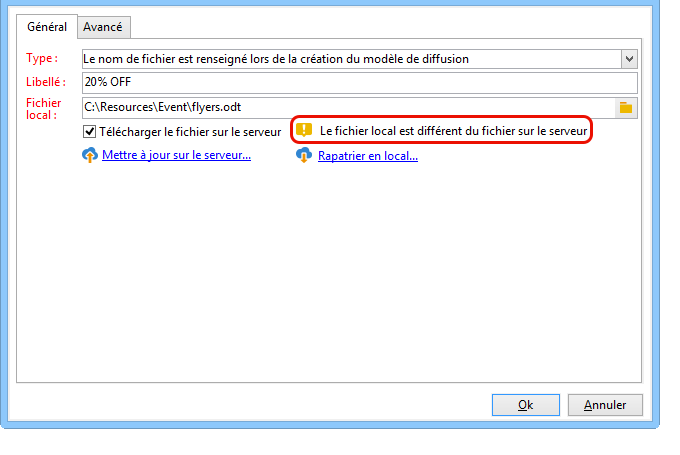 Général Avancé
Type : Le nom de fichier est renseigné lors de la création du modèle de diffusion
Libellé : 20% OFF
Fichier
local : C:\Resources\Event\flyers.odt
Télécharger le fichier sur le serveur Le fichier local est différent du fichier sur le serveur
Mettre à jour sur le serveur... Rapatrier en local...
Ok Annuler